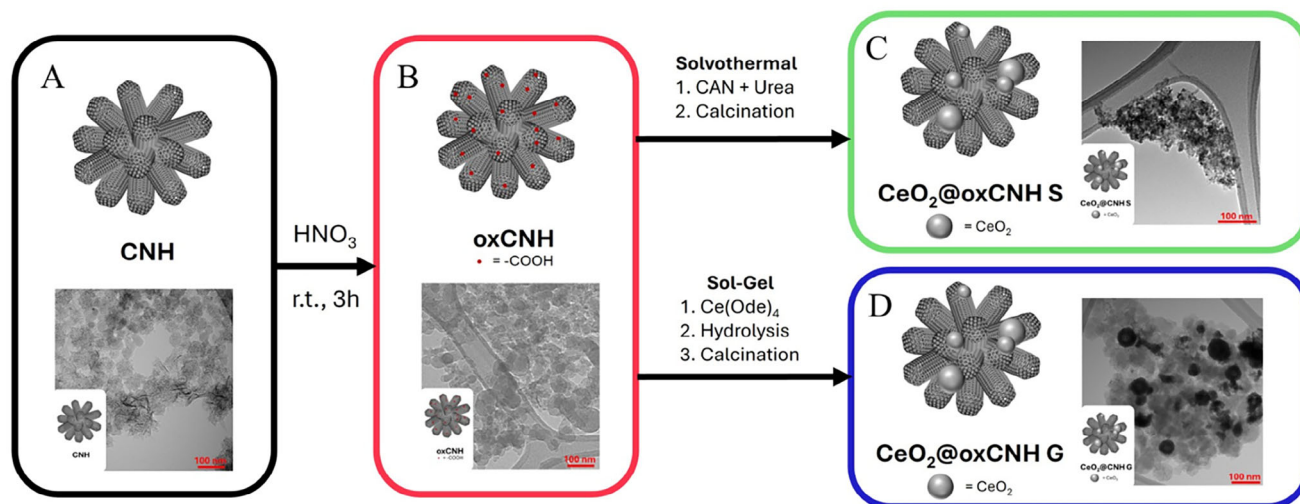 A
CNH
CNH
100 nm
HNO₃
r.t., 3h
B
oxCNH
• = -COOH
oxCNH
• = -COOH
100 nm
Solvothermal
1. CAN + Urea
2. Calcination
Sol-Gel
1. Ce(Ode)₄
2. Hydrolysis
3. Calcination
C
CeO₂@oxCNH S
= CeO₂
CeO₂@CNH S
= CeO₂
100 nm
D
CeO₂@oxCNH G
= CeO₂
CeO₂@CNH G
= CeO₂
100 nm